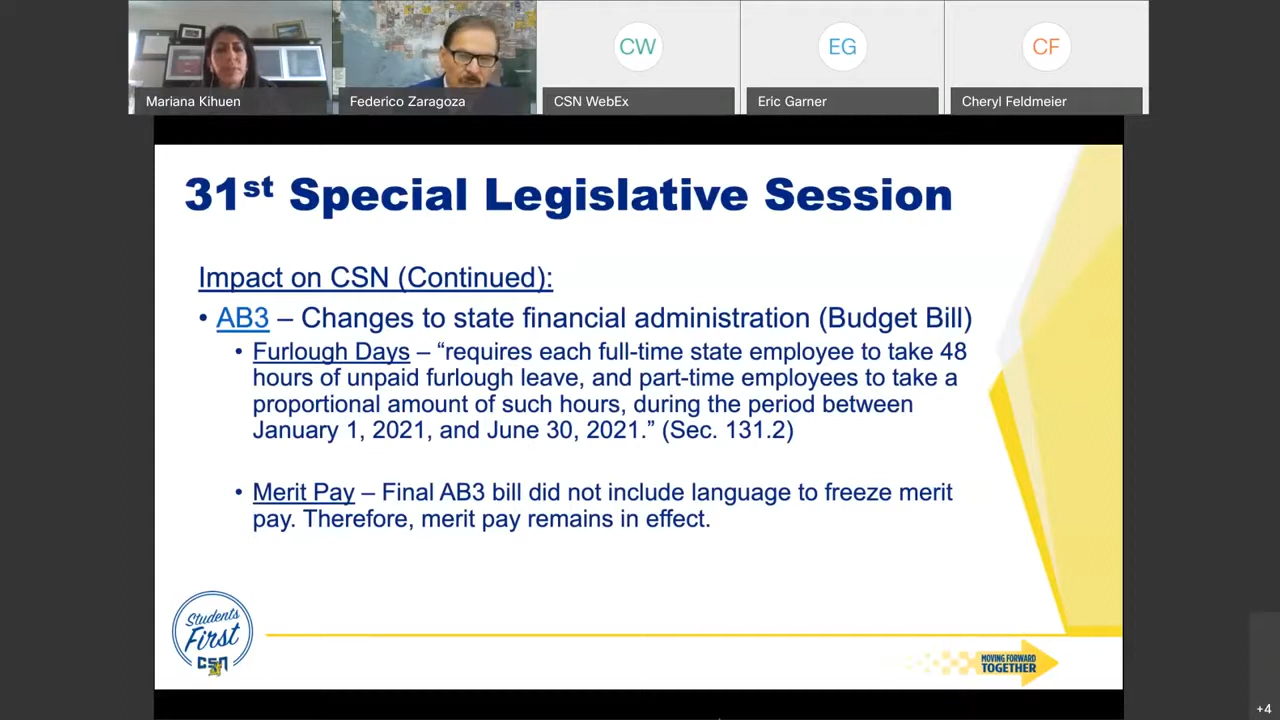 CW
EG
CF
Mariana Kihuen
Federico Zaragoza
CSN WebEx
Eric Garner
Cheryl Feldmeier
31st Special Legislative Session
Impact on CSN (Continued):
• AB3 – Changes to state financial administration (Budget Bill)
• Furlough Days – “requires each full-time state employee to take 48
hours of unpaid furlough leave, and part-time employees to take a
proportional amount of such hours, during the period between
January 1, 2021, and June 30, 2021.” (Sec. 131.2)
• Merit Pay – Final AB3 bill did not include language to freeze merit
pay. Therefore, merit pay remains in effect.
Students
First
CSN
MOVING FORWARD
TOGETHER
+4